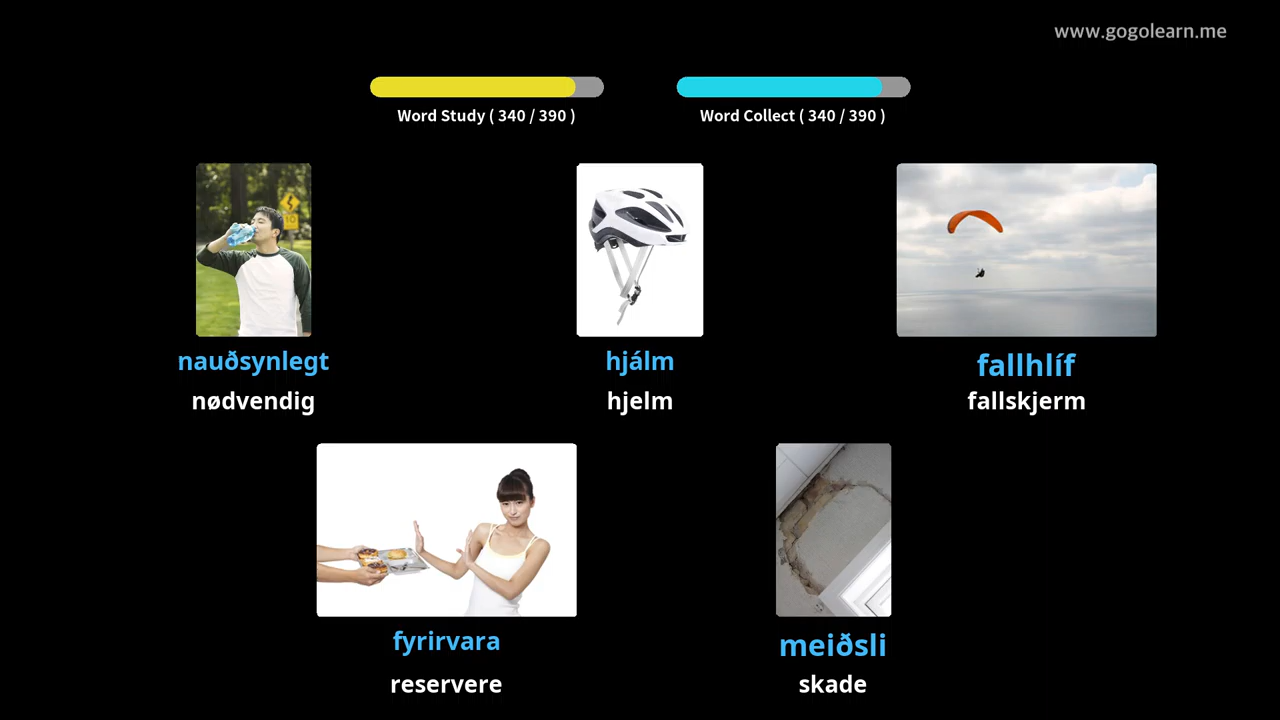 www.gogolearn.me
Word Study ( 340 / 390 )
Word Collect ( 340 / 390 )
nauðsynlegt
nødvendig
hjálm
hjelm
fallhlíf
fallskjerm
fyrirvara
reservere
meiðsli
skade